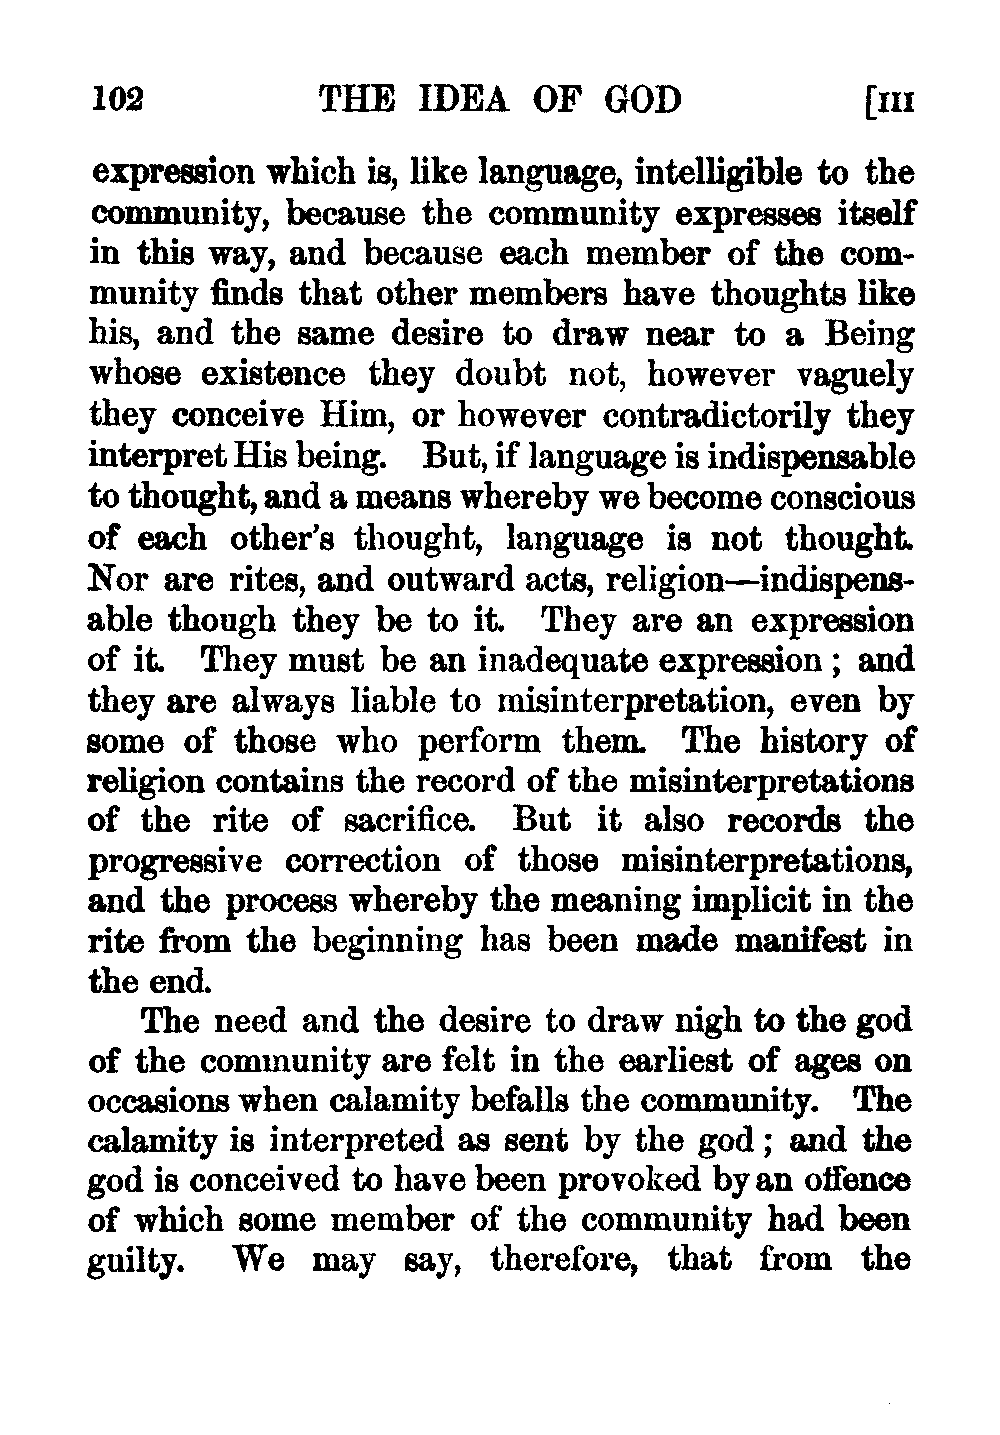 102 THE IDEA OF GOD [III
expression which is, like language, intelligible to the
community, because the community expresses itself
in this way, and because each member of the com-
munity finds that other members have thoughts like
his, and the same desire to draw near to a Being
whose existence they doubt not, however vaguely
they conceive Him, or however contradictorily they
interpret His being. But, if language is indispensable
to thought, and a means whereby we become conscious
of each other's thought, language is not thought.
Nor are rites, and outward acts, religion—indispens-
able though they be to it. They are an expression
of it. They must be an inadequate expression ; and
they are always liable to misinterpretation, even by
some of those who perform them. The history of
religion contains the record of the misinterpretations
of the rite of sacrifice. But it also records the
progressive correction of those misinterpretations,
and the process whereby the meaning implicit in the
rite from the beginning has been made manifest in
the end.
The need and the desire to draw nigh to the god
of the community are felt in the earliest of ages on
occasions when calamity befalls the community. The
calamity is interpreted as sent by the god ; and the
god is conceived to have been provoked by an offence
of which some member of the community had been
guilty. We may say, therefore, that from the